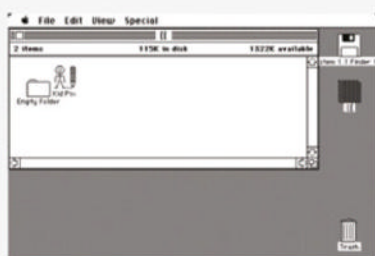 File Edit View Special
2 items 115K in disk 1322K available
Empty Folder
Trash